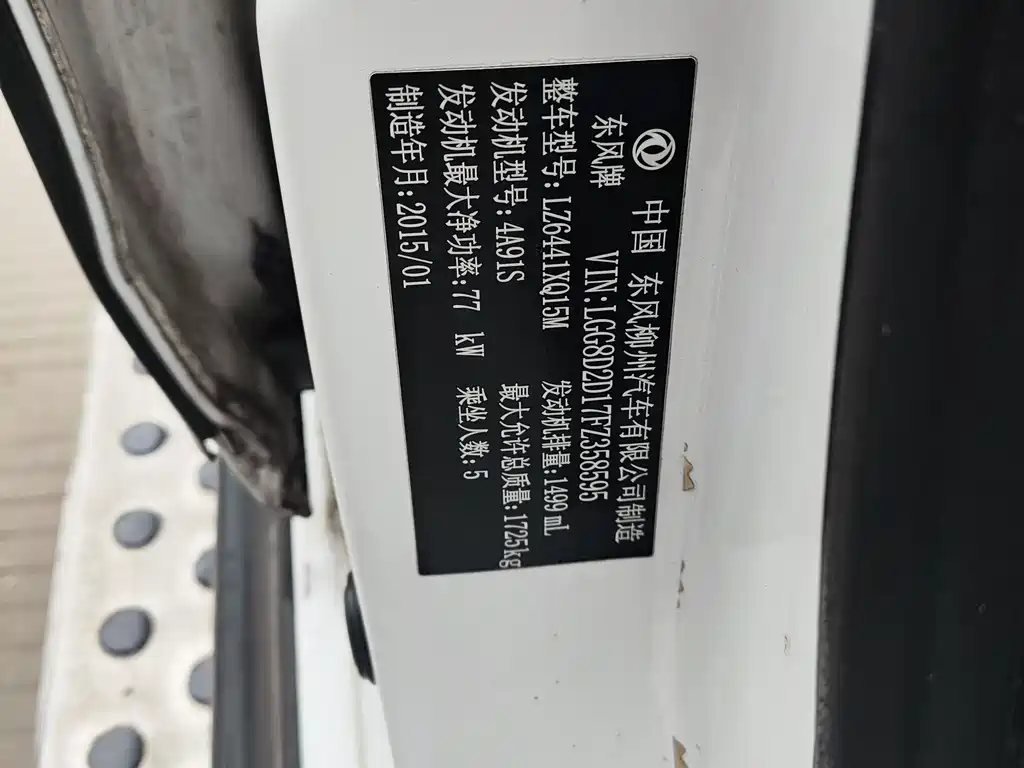 中国 东风柳州汽车有限公司制造
东风牌 VIN:LGG8D2D17FZ358595
整车型号:LZ6441XQ15M 发动机排量:1499 mL
发动机型号:4A91S 最大允许总质量:1725kg
发动机最大净功率:77 kW 乘坐人数:5
制造年月:2015/01